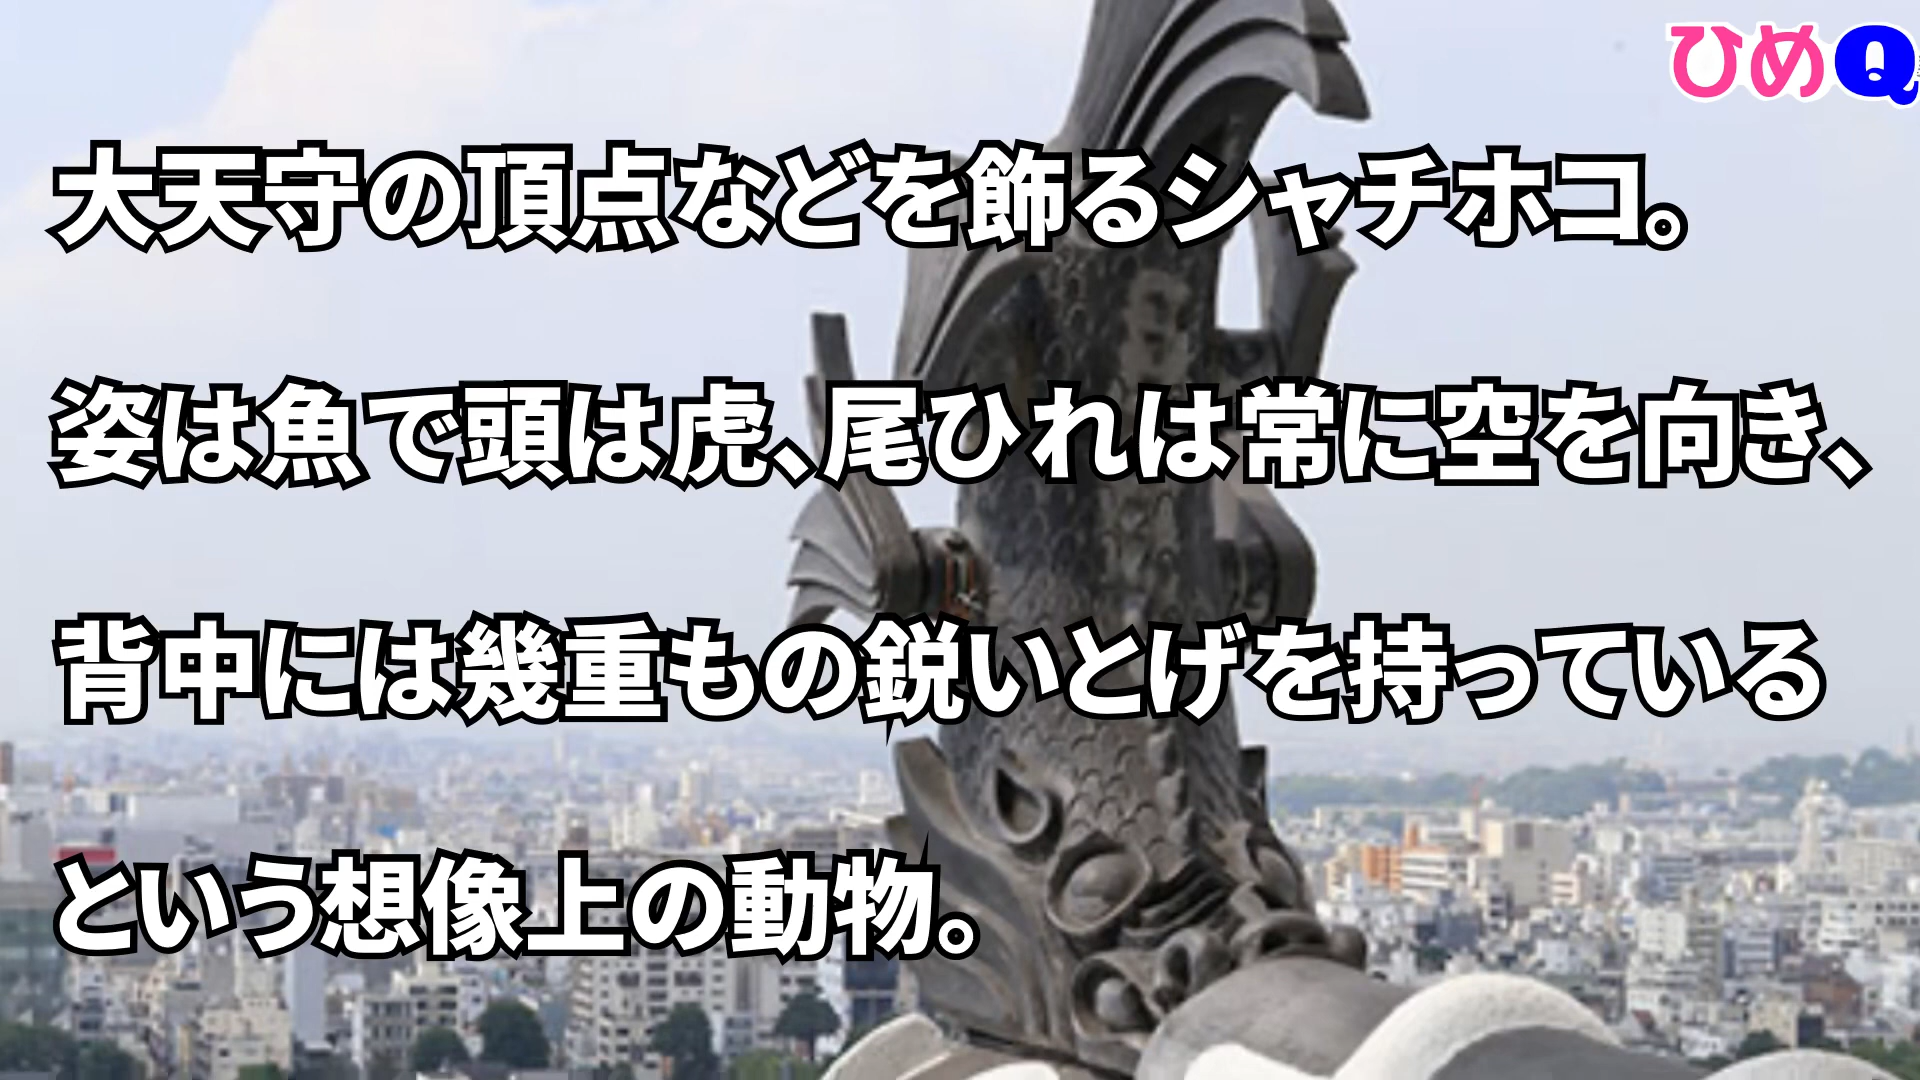 ひめQ
大天守の頂点などを飾るシャチホコ。
姿は魚で頭は虎、尾ひれは常に空を向き、
背中には幾重もの鋭いとげを持っている
という想像上の動物。